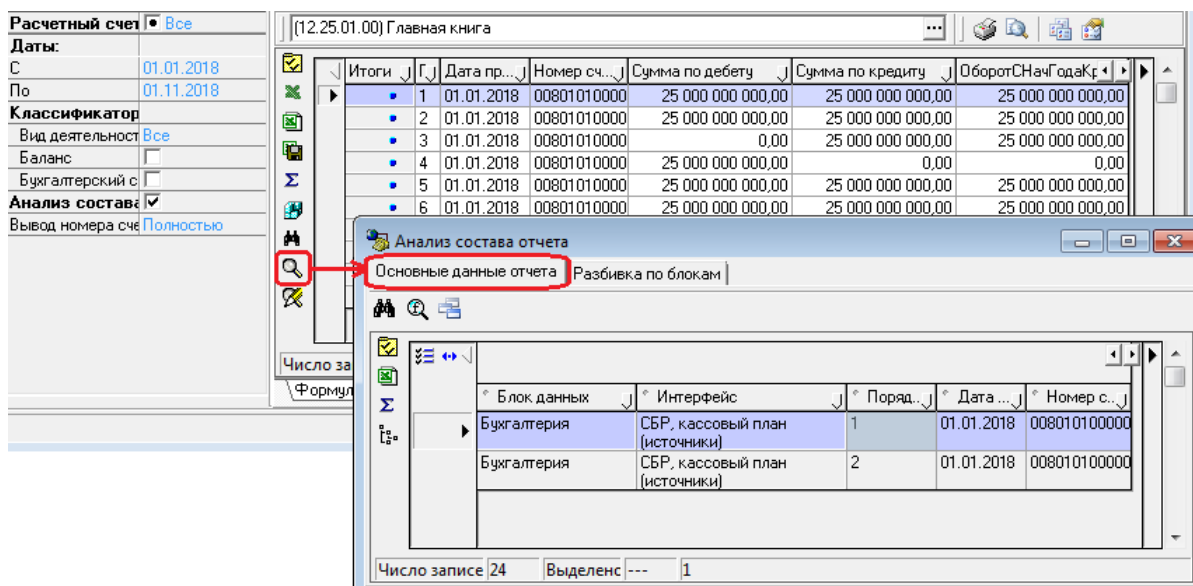 Расчетный счет Все
Даты:
С 01.01.2018
По 01.11.2018
Классификатор
Вид деятельност Все
Баланс
Бухгалтерский с
Анализ состава
Вывод номера сче Полностью
(12.25.01.00) Главная книга
Итоги Г Дата пр... Номер сч... Сумма по дебету Сумма по кредиту ОборотСНачГодаКр
1 01.01.2018 00801010000 25 000 000 000,00 25 000 000 000,00 25 000 000 000,00
2 01.01.2018 00801010000 25 000 000 000,00 25 000 000 000,00 25 000 000 000,00
3 01.01.2018 00801010000 0,00 25 000 000 000,00 25 000 000 000,00
4 01.01.2018 00801010000 25 000 000 000,00 0,00 0,00
5 01.01.2018 00801010000 25 000 000 000,00 25 000 000 000,00 25 000 000 000,00
6 01.01.2018 00801010000 25 000 000 000,00 25 000 000 000,00 25 000 000 000,00
Число за
Формул
Анализ состава отчета
Основные данные отчета Разбивка по блокам
Блок данных Интерфейс Поряд... Дата ... Номер с...
Бухгалтерия СБР, кассовый план (источники) 1 01.01.2018 008010100000
Бухгалтерия СБР, кассовый план (источники) 2 01.01.2018 008010100000
Число записе 24 Выделенс --- 1